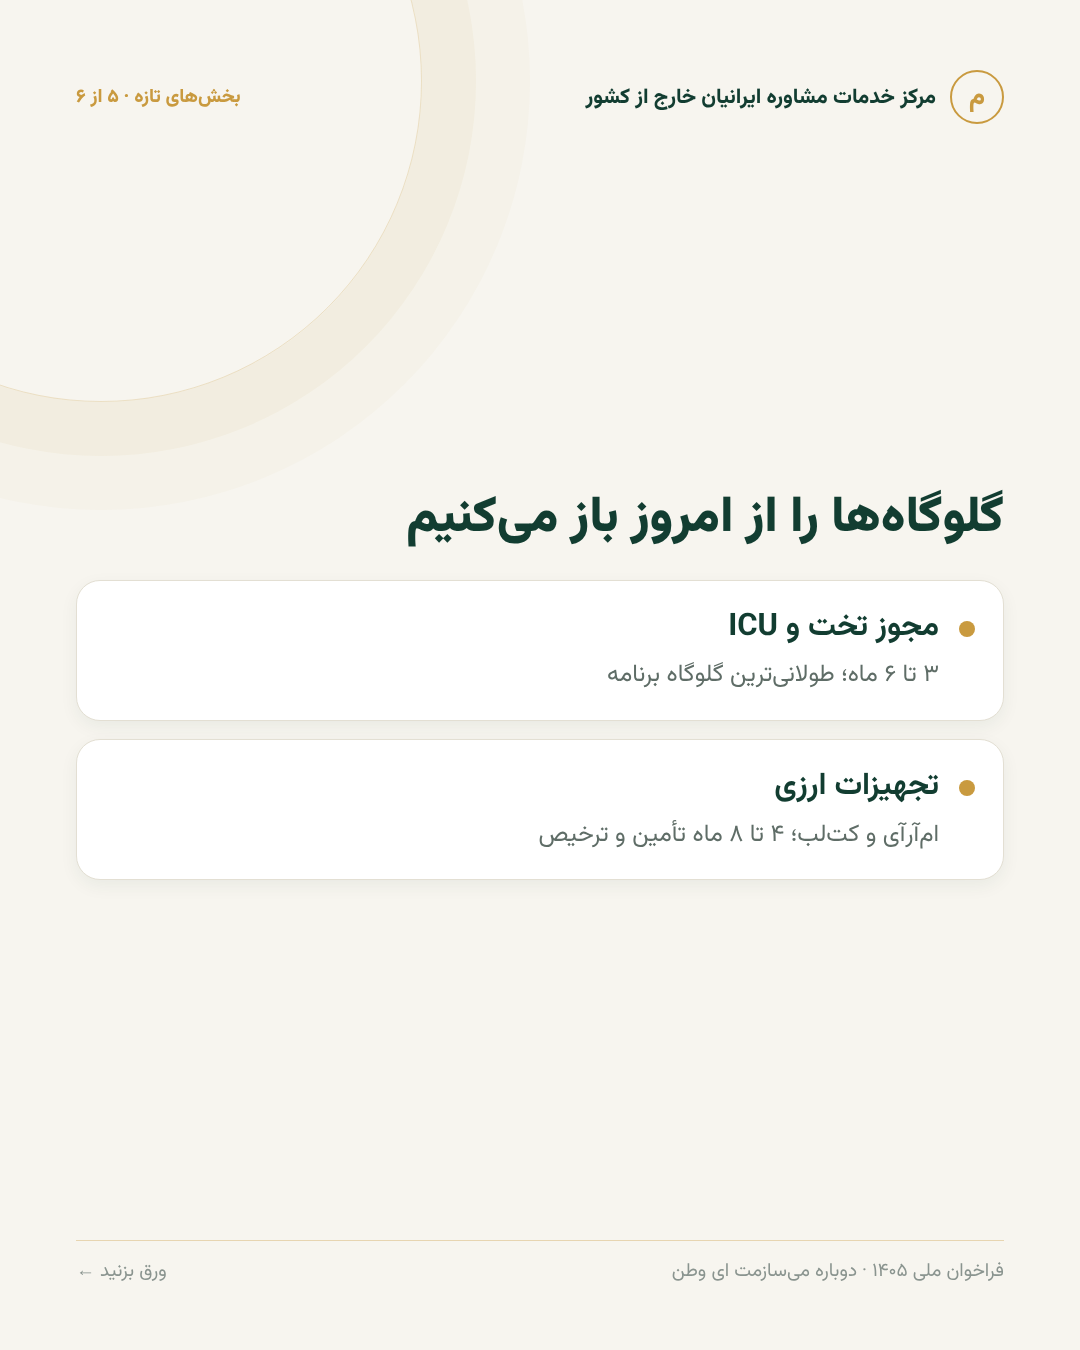 م
مرکز خدمات مشاوره ایرانیان خارج از کشور
بخش‌های تازه · ۵ از ۶
گلوگاه‌ها را از امروز باز می‌کنیم
مجوز تخت و ICU
۳ تا ۶ ماه؛ طولانی‌ترین گلوگاه برنامه
تجهیزات ارزی
ام‌آر‌آی و کت‌لب؛ ۴ تا ۸ ماه تأمین و ترخیص
فراخوان ملی ۱۴۰۵ · دوباره می‌سازمت ای وطن
ورق بزنید ←